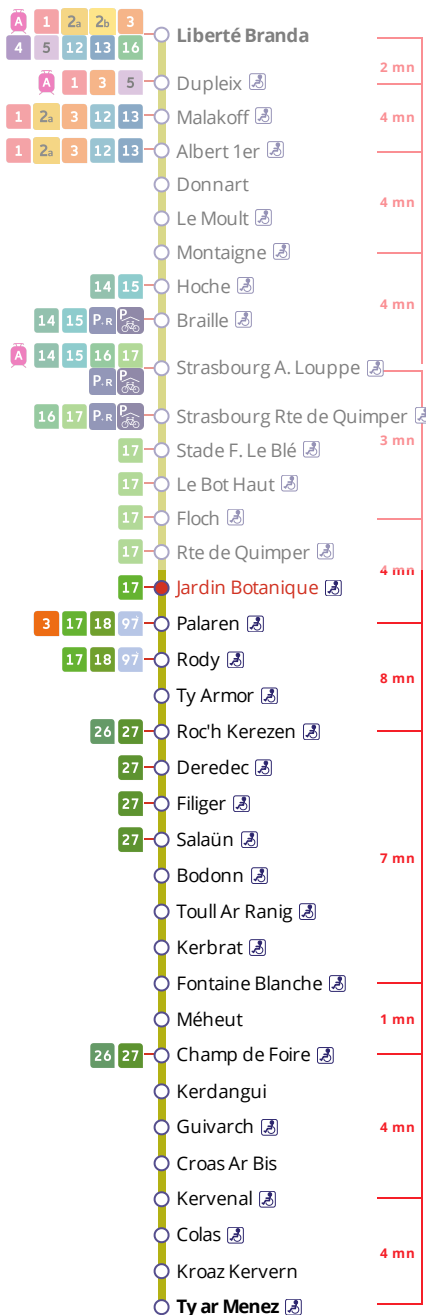 A 1 2a 2b 3
4 5 12 13 16
Liberté Branda
2 mn
A 1 3 5 Dupleix
1 2a 3 12 13 Malakoff
4 mn
1 2a 3 12 13 Albert 1er
Donnart
4 mn
Le Moult
Montaigne
14 15 Hoche
4 mn
14 15 P.R P Braille
A 14 15 16 17
Strasbourg A. Louppe
P.R P
16 17 P.R P Strasbourg Rte de Quimper
3 mn
17 Stade F. Le Blé
17 Le Bot Haut
17 Floch
17 Rte de Quimper
4 mn
17 Jardin Botanique
3 17 18 97 Palaren
17 18 97 Rody
8 mn
Ty Armor
26 27 Roc'h Kerezen
27 Deredec
27 Filiger
27 Salaün
7 mn
Bodonn
Toull Ar Ranig
Kerbrat
Fontaine Blanche
Méheut
1 mn
26 27 Champ de Foire
Kerdangui
Guivarch
4 mn
Croas Ar Bis
Kervenal
Colas
4 mn
Kroaz Kervern
Ty ar Menez